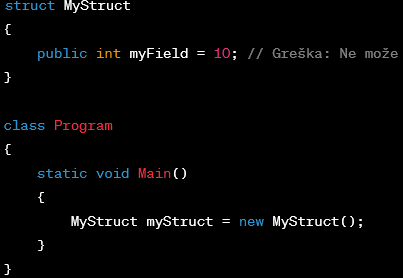 struct MyStruct
{
public int myField = 10; // Greška: Ne može
}
class Program
{
static void Main()
{
MyStruct myStruct = new MyStruct();
}
}